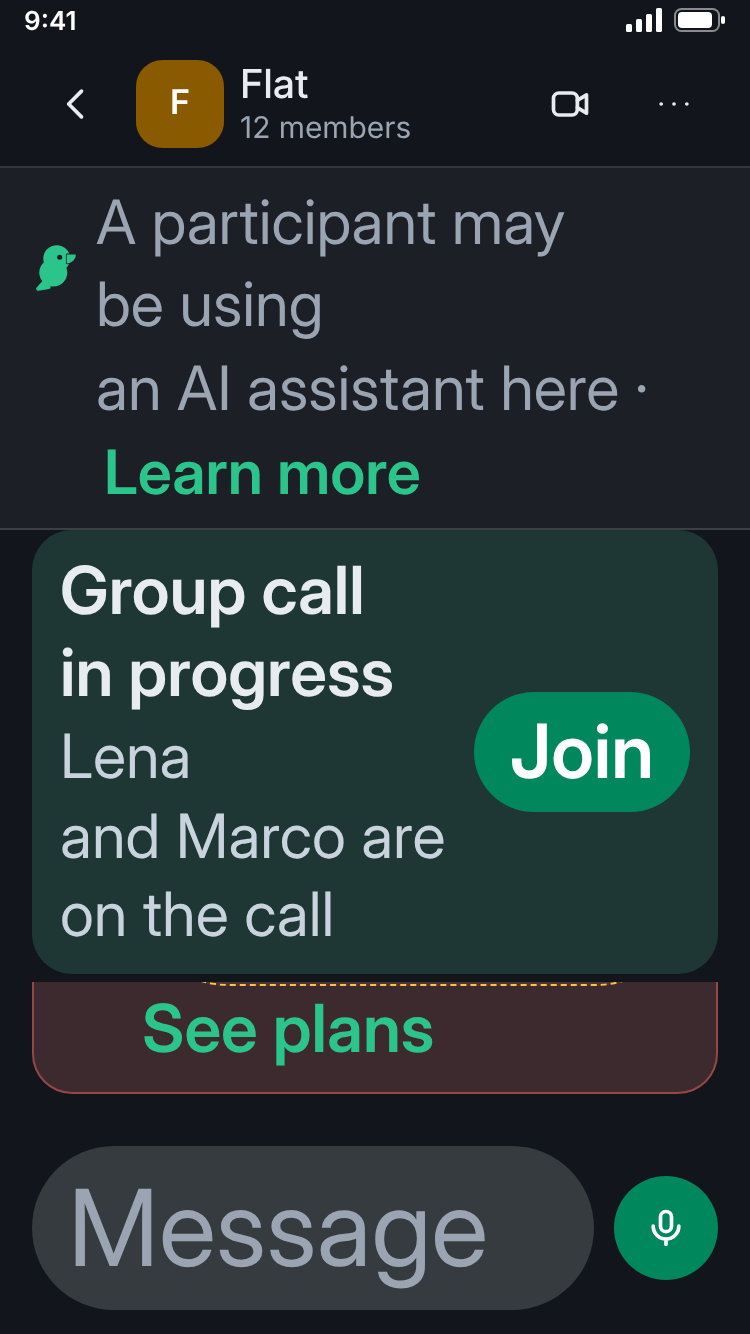 9:41
F
Flat
12 members
A participant may
be using
an AI assistant here ·
Learn more
Group call
in progress
Join
Lena
and Marco are
on the call
See plans
Message